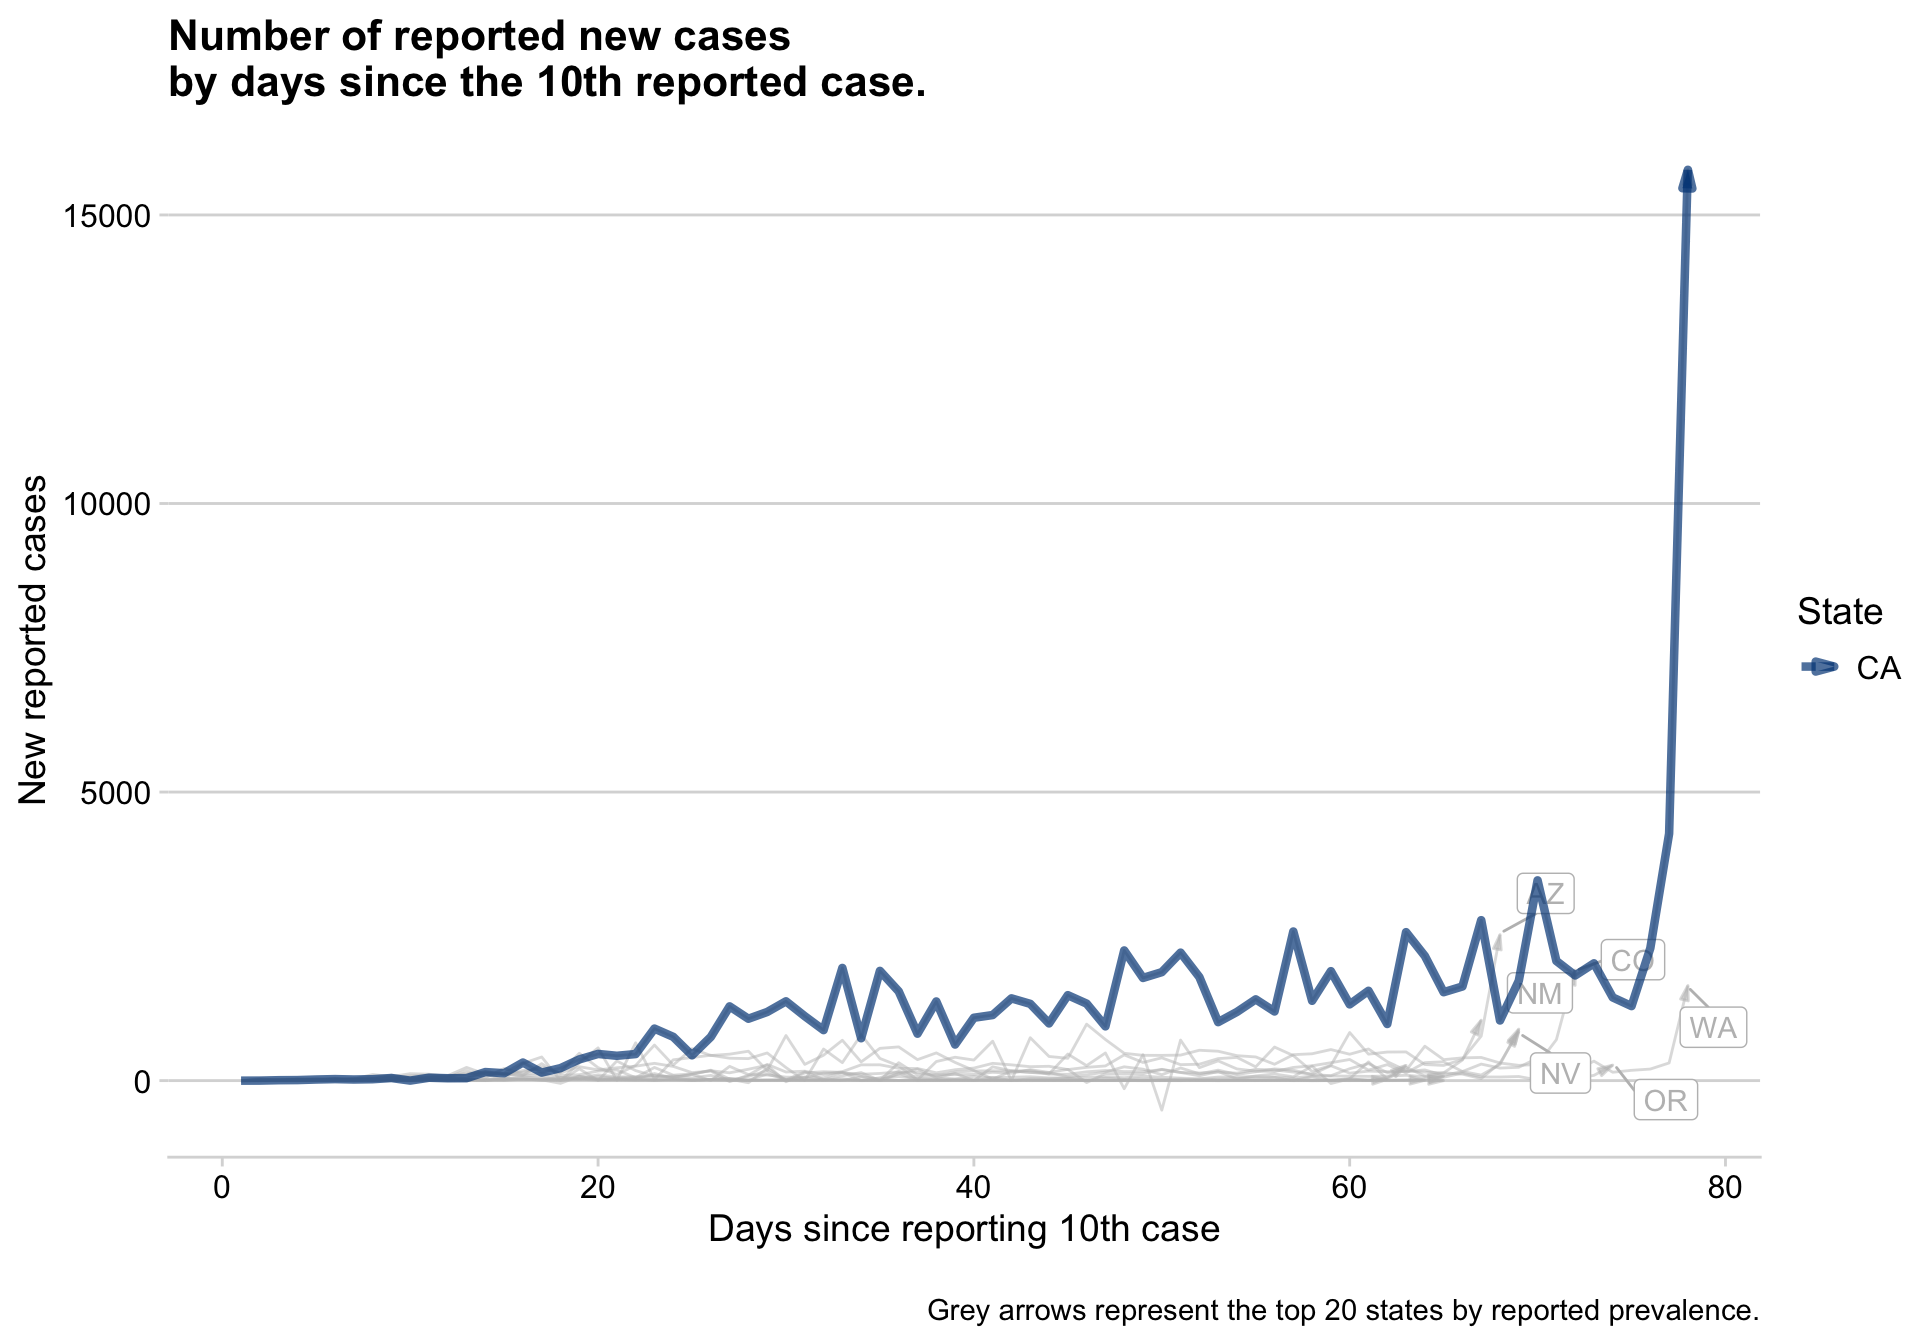 Number of reported new cases
by days since the 10th reported case.
15000
10000
5000
0
New reported cases
AZ
CO
NM
WA
NV
OR
State
CA
0 20 40 60 80
Days since reporting 10th case
Grey arrows represent the top 20 states by reported prevalence.